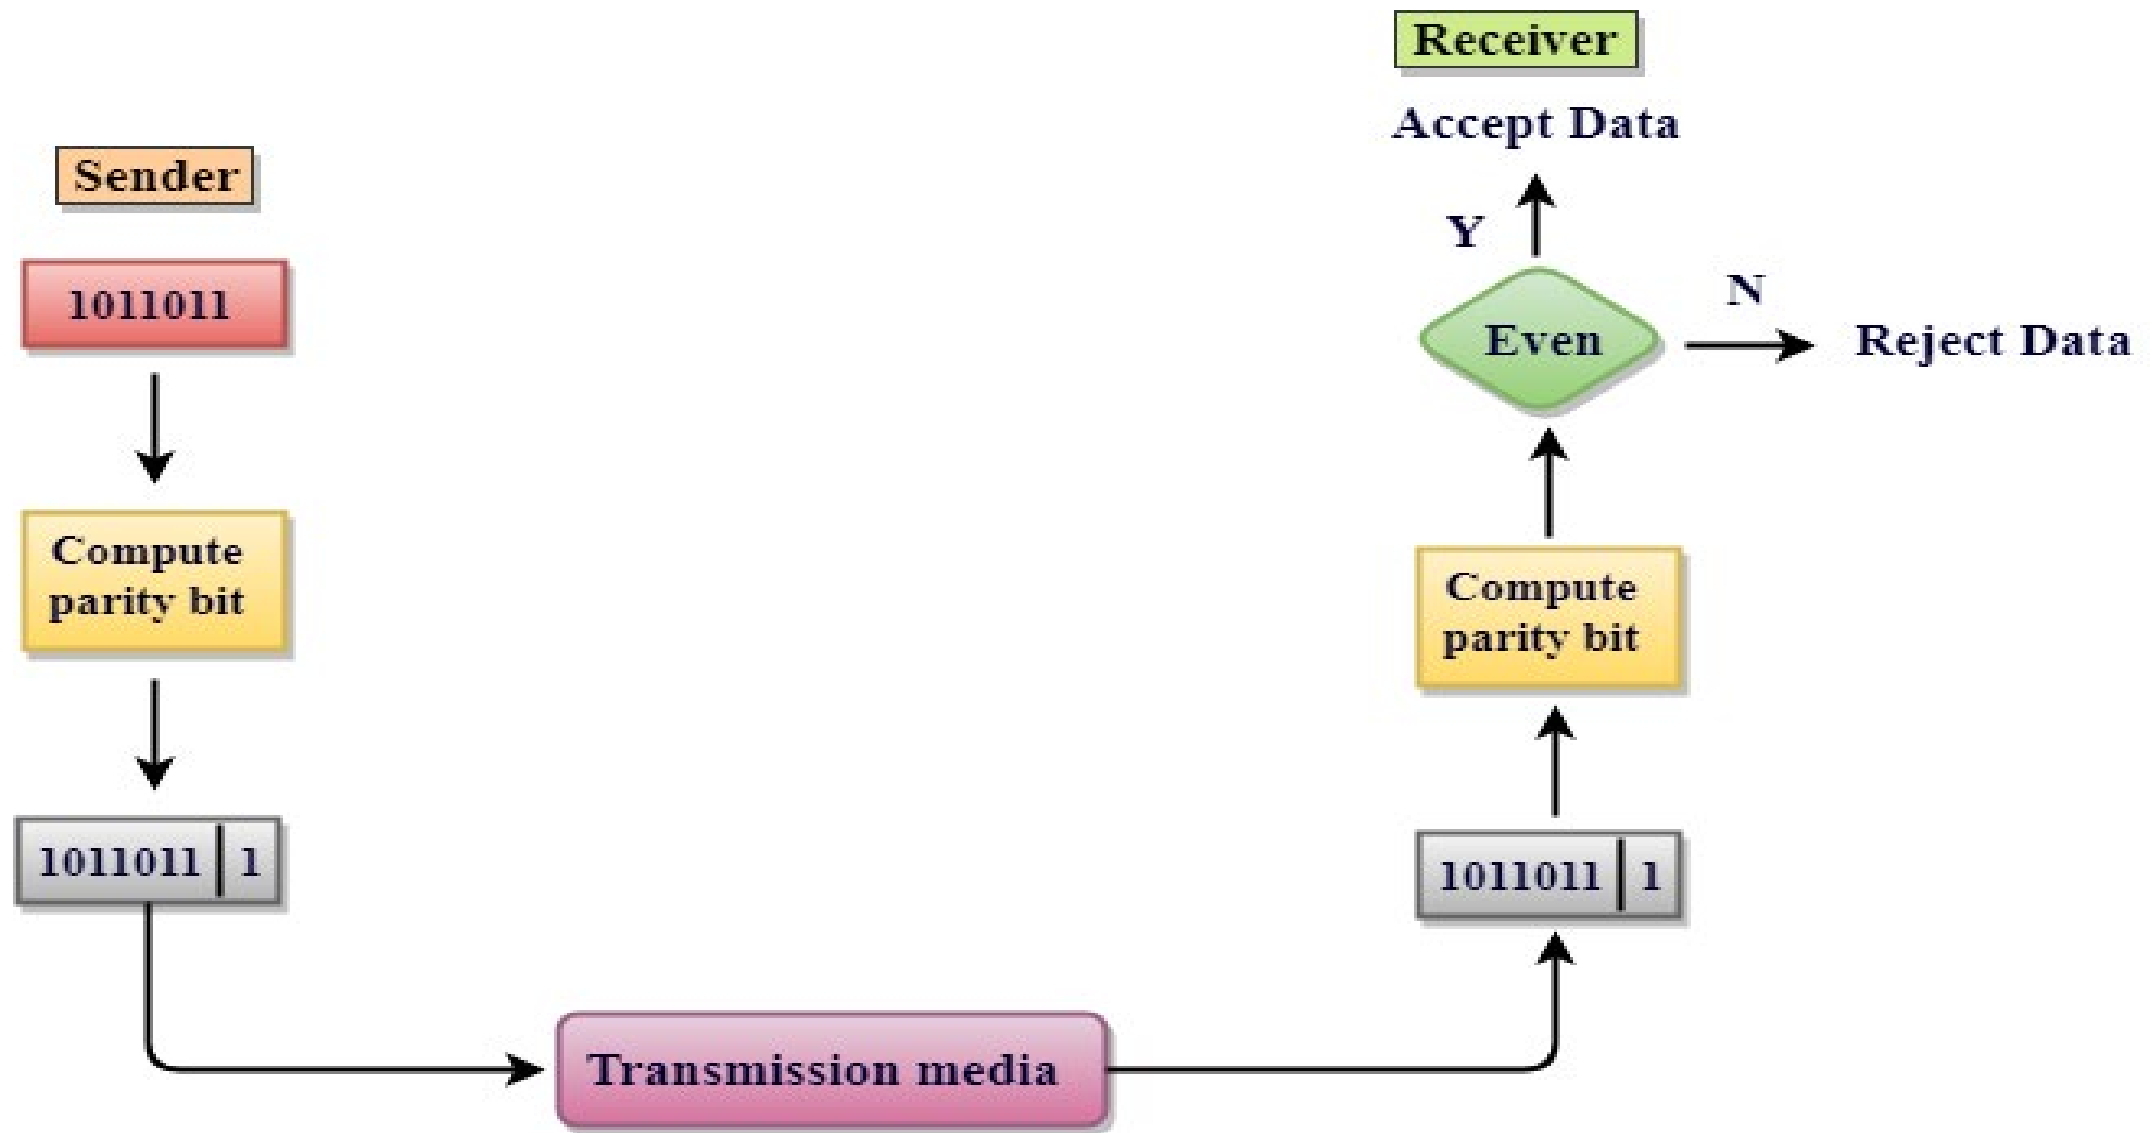 Sender
1011011
Compute
parity bit
1011011 1
Transmission media
Receiver
Accept Data
Y
Even
N
Reject Data
Compute
parity bit
1011011 1